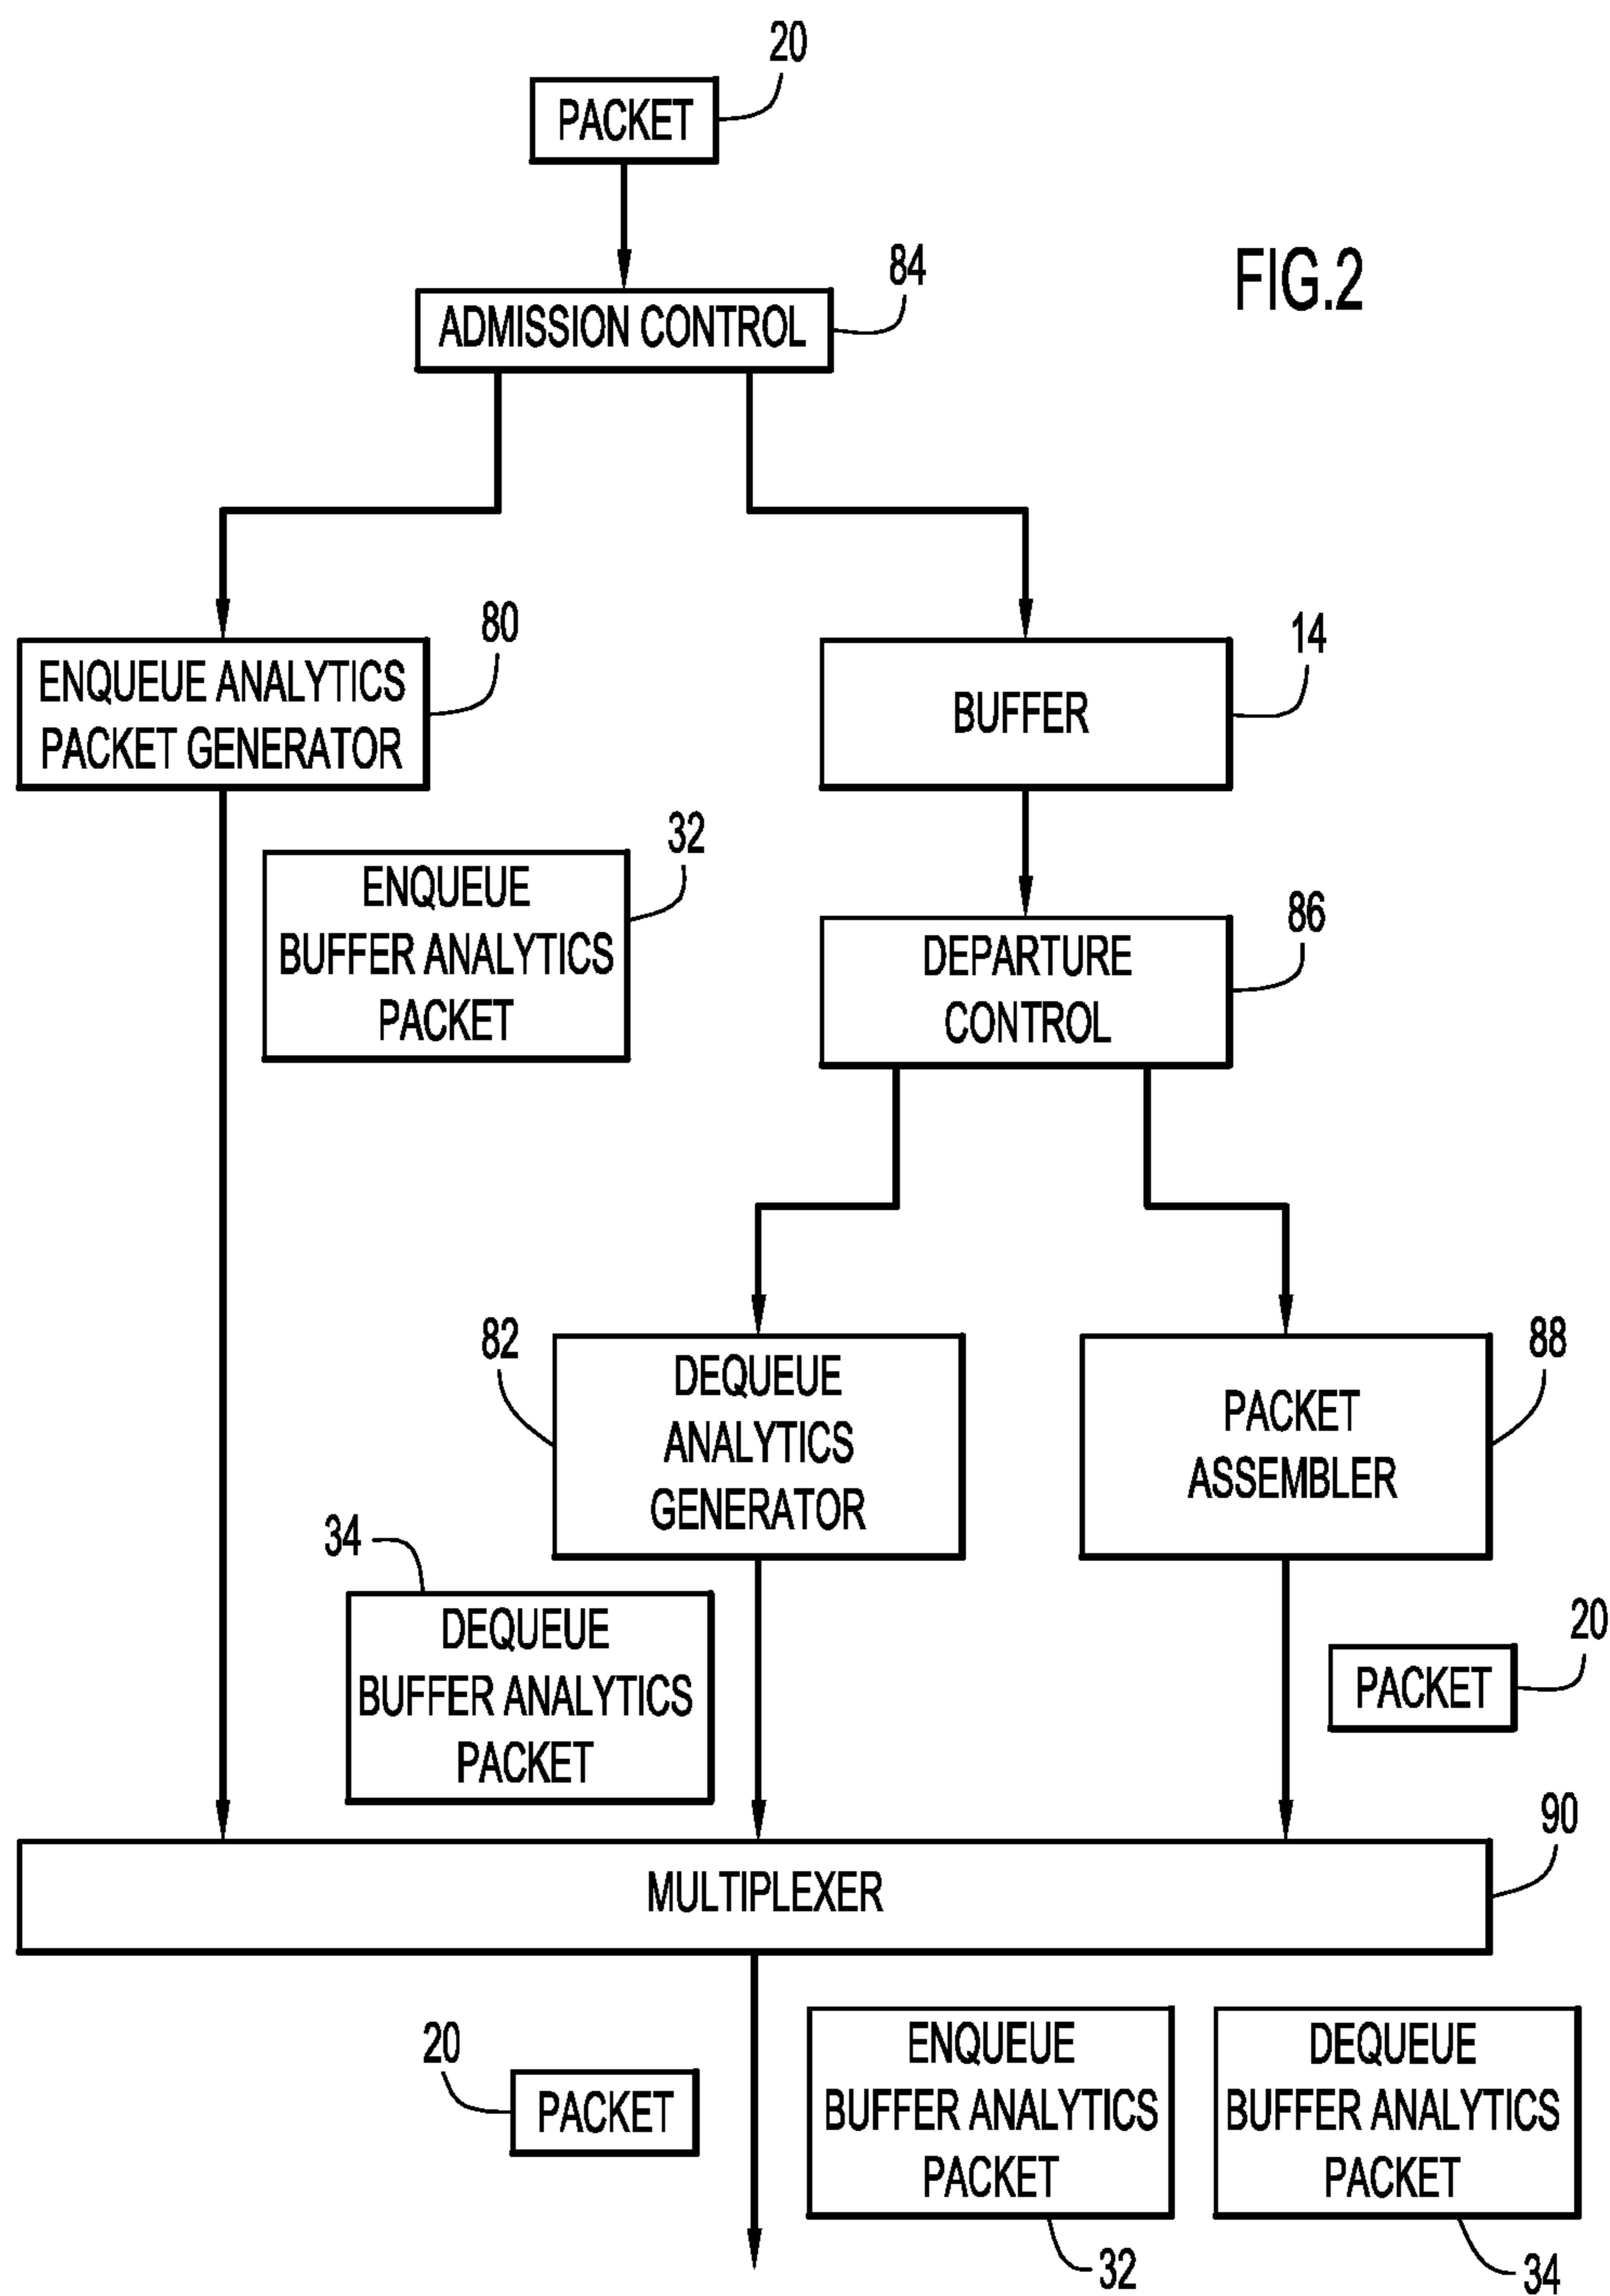 20
PACKET
FIG.2
84
ADMISSION CONTROL
80
ENQUEUE ANALYTICS
PACKET GENERATOR
14
BUFFER
32
ENQUEUE
BUFFER ANALYTICS
PACKET
86
DEPARTURE
CONTROL
82
DEQUEUE
ANALYTICS
GENERATOR
88
PACKET
ASSEMBLER
34
DEQUEUE
BUFFER ANALYTICS
PACKET
20
PACKET
90
MULTIPLEXER
20
PACKET
ENQUEUE
BUFFER ANALYTICS
PACKET
32
DEQUEUE
BUFFER ANALYTICS
PACKET
34